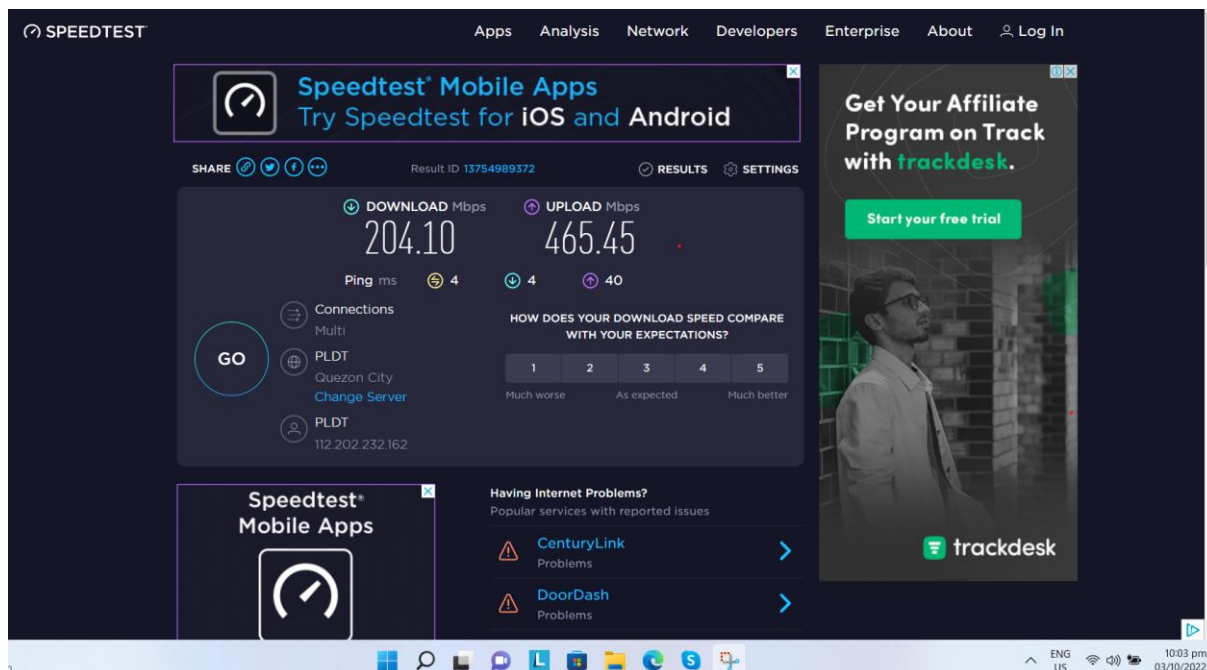 SPEEDTEST
Apps Analysis Network Developers Enterprise About Log In
Speedtest® Mobile Apps
Try Speedtest for iOS and Android
SHARE
Result ID 13754989372
RESULTS SETTINGS
DOWNLOAD Mbps
204.10
UPLOAD Mbps
465.45
Ping ms 4 4 40
GO
Connections
Multi
PLDT
Quezon City
Change Server
PLDT
112.202.232.162
HOW DOES YOUR DOWNLOAD SPEED COMPARE
WITH YOUR EXPECTATIONS?
1 2 3 4 5
Much worse As expected Much better
Get Your Affiliate
Program on Track
with trackdesk.
Start your free trial
trackdesk
Speedtest®
Mobile Apps
Having Internet Problems?
Popular services with reported issues
CenturyLink
Problems
DoorDash
Problems
ENG
US
10:03 pm
03/10/2022